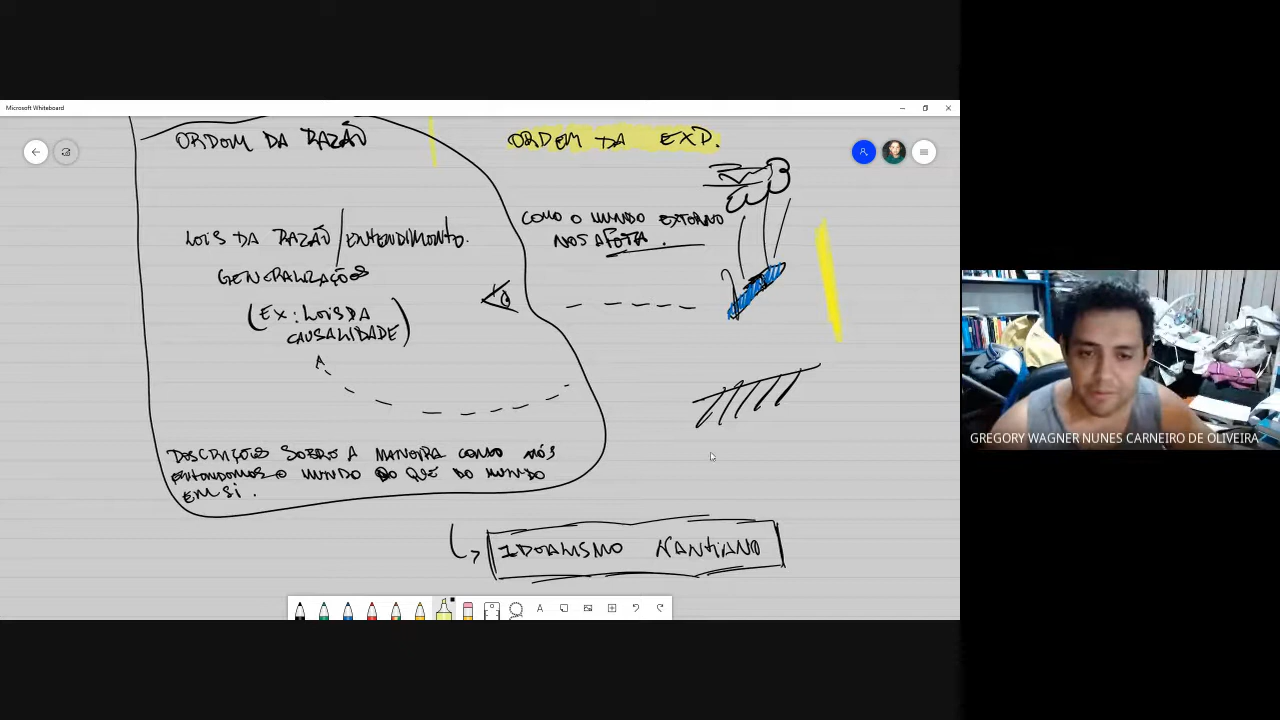 Microsoft Whiteboard
ORDEM DA RAZÃO
ORDEM DA EXP.
COMO O MUNDO EXTERNO
NOS AFETA.
LEIS DA RAZÃO/ENTENDIMENTO.
GENERALIZAÇÕES
(EX: LEIS DA
CAUSALIDADE)
DESCRIÇÕES SOBRE A MANEIRA COMO NÓS
ENTENDEMOS O MUNDO DO QUE DO MUNDO
EM SI.
IDEALISMO KANTIANO
GREGORY WAGNER NUNES CARNEIRO DE OLIVEIRA